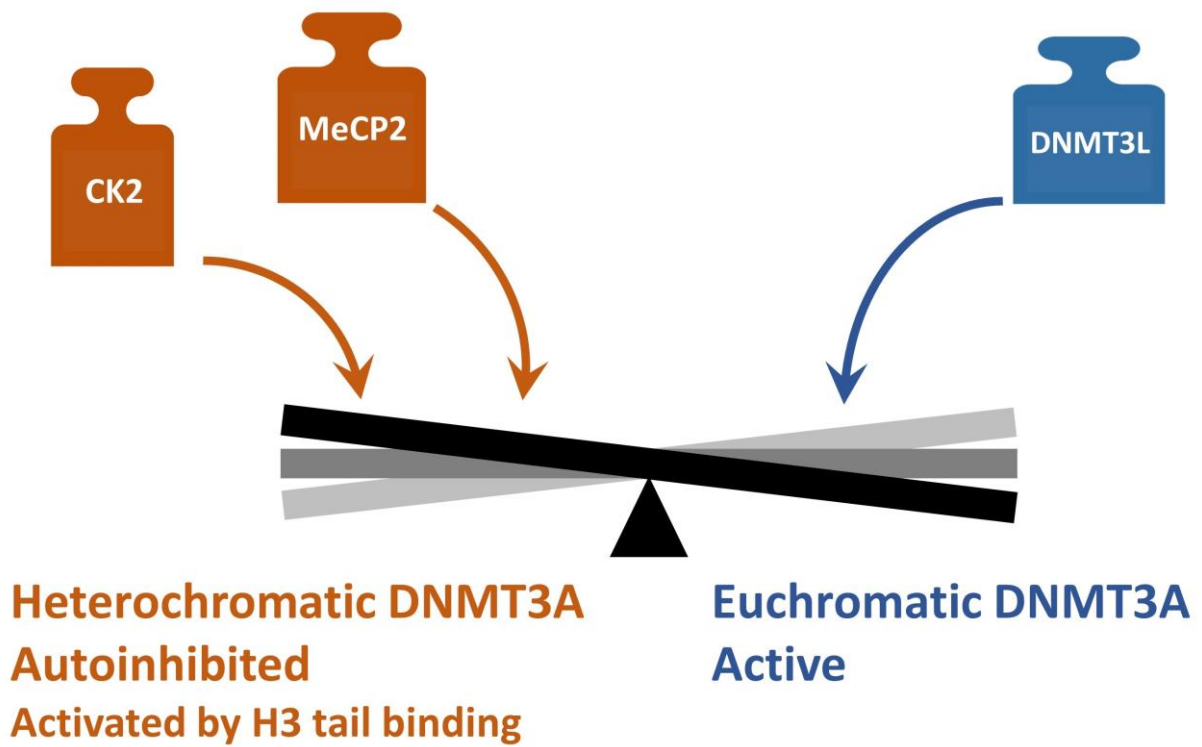 MeCP2
CK2
DNMT3L
Heterochromatic DNMT3A
Autoinhibited
Activated by H3 tail binding
Euchromatic DNMT3A
Active